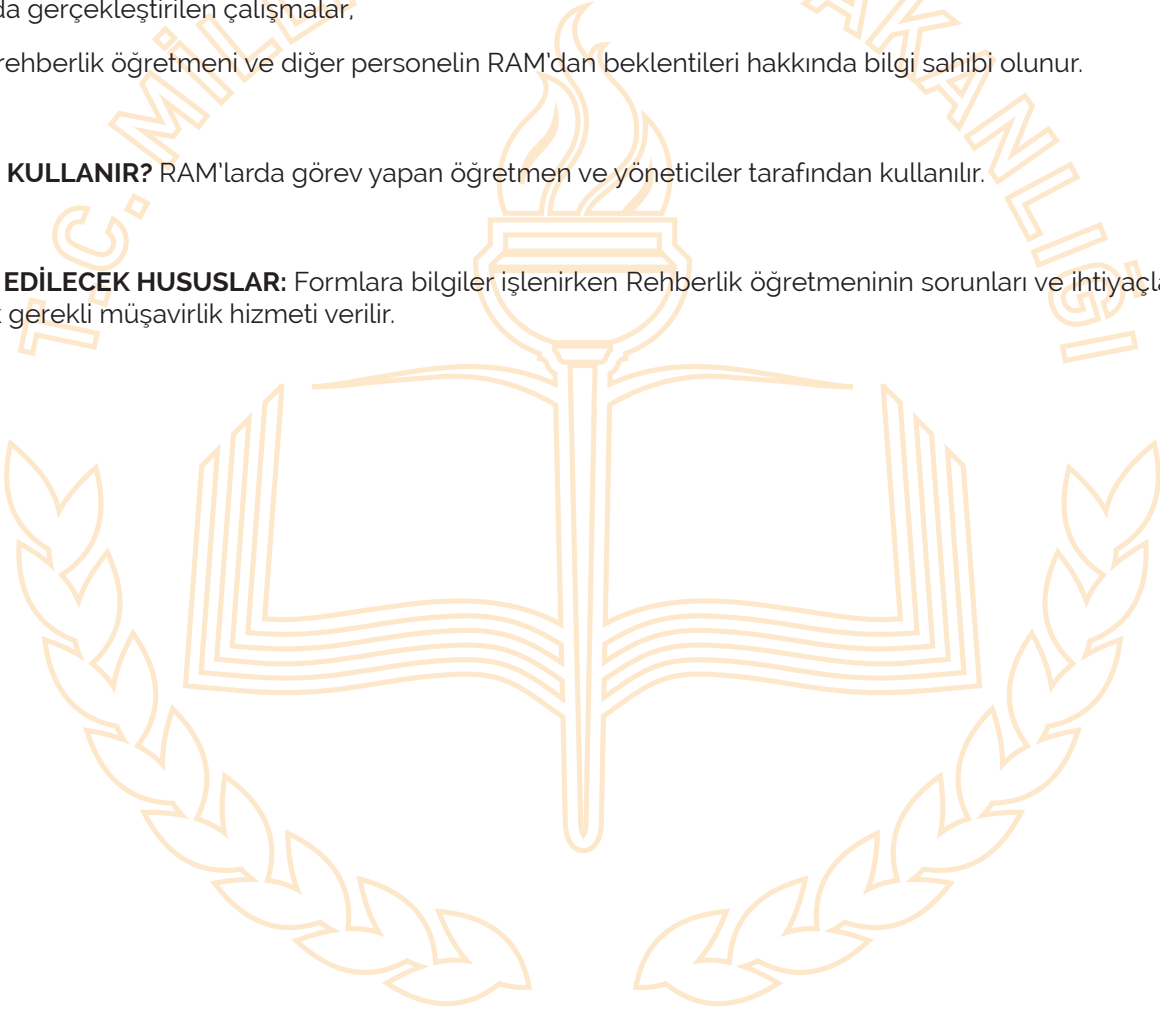 da gerçekleştirilen çalışmalar,
rehberlik öğretmeni ve diğer personelin RAM'dan beklentileri hakkında bilgi sahibi olunur.
KULLANIR? RAM'larda görev yapan öğretmen ve yöneticiler tarafından kullanılır.
EDİLECEK HUSUSLAR: Formlara bilgiler işlenirken Rehberlik öğretmeninin sorunları ve
gerekli müşavirlik hizmeti verilir.
T.C.